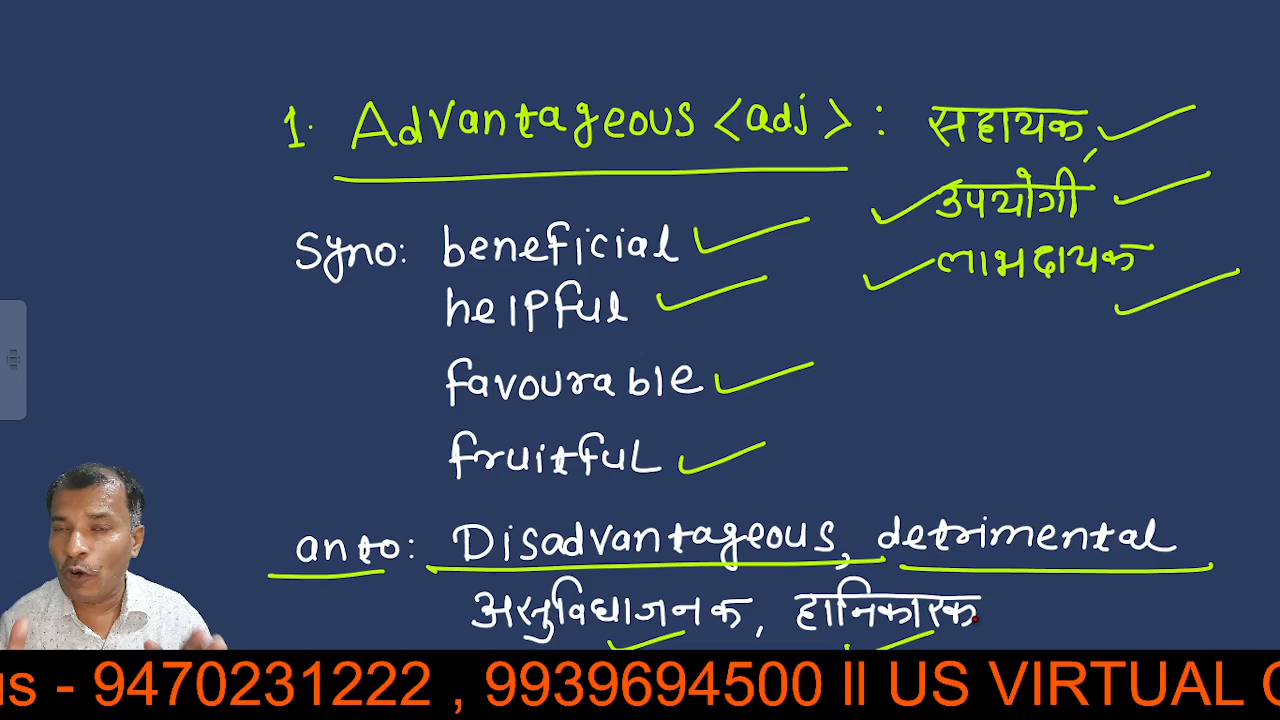 1. Advantageous <adj> : सहायक,
उपयोगी
लाभदायक
Syno: beneficial
helpful
favourable
fruitful
anto: Disadvantageous, detrimental
असुविधाजनक, हानिकारक
us - 9470231222 , 9939694500 ll US VIRTUAL